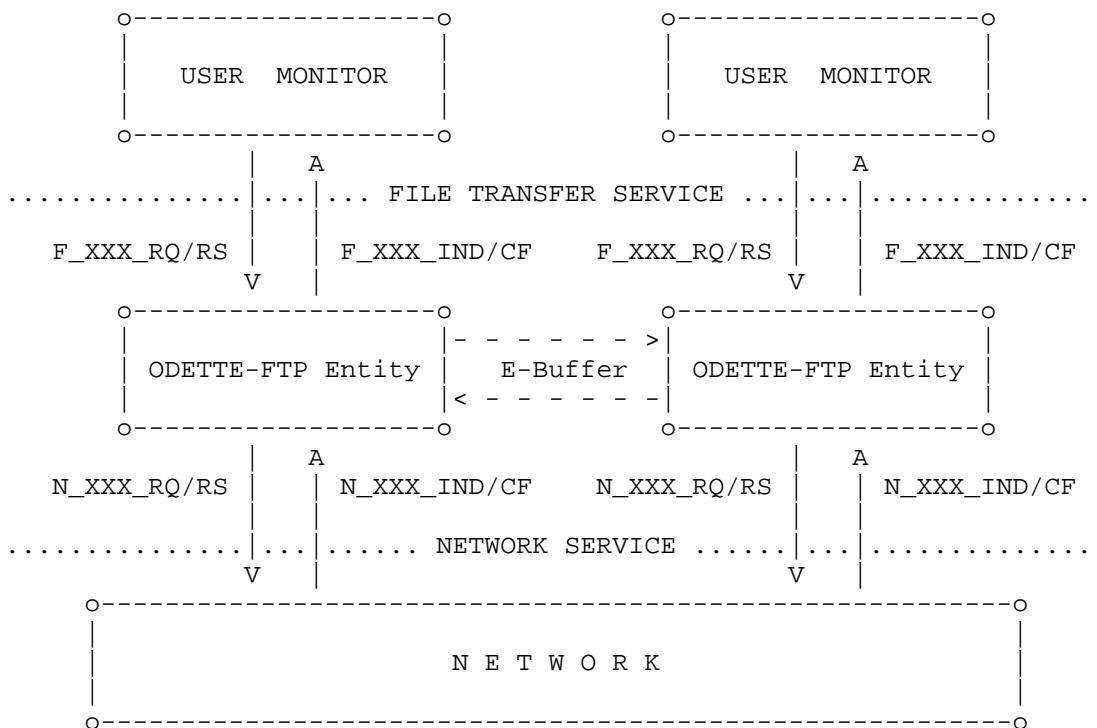 USER MONITOR USER MONITOR
A A
FILE TRANSFER SERVICE
F_XXX_RQ/RS F_XXX_IND/CF F_XXX_RQ/RS F_XXX_IND/CF
V V
ODETTE-FTP Entity E-Buffer ODETTE-FTP Entity
A A
N_XXX_RQ/RS N_XXX_IND/CF N_XXX_RQ/RS N_XXX_IND/CF
NETWORK SERVICE
V V
N E T W O R K